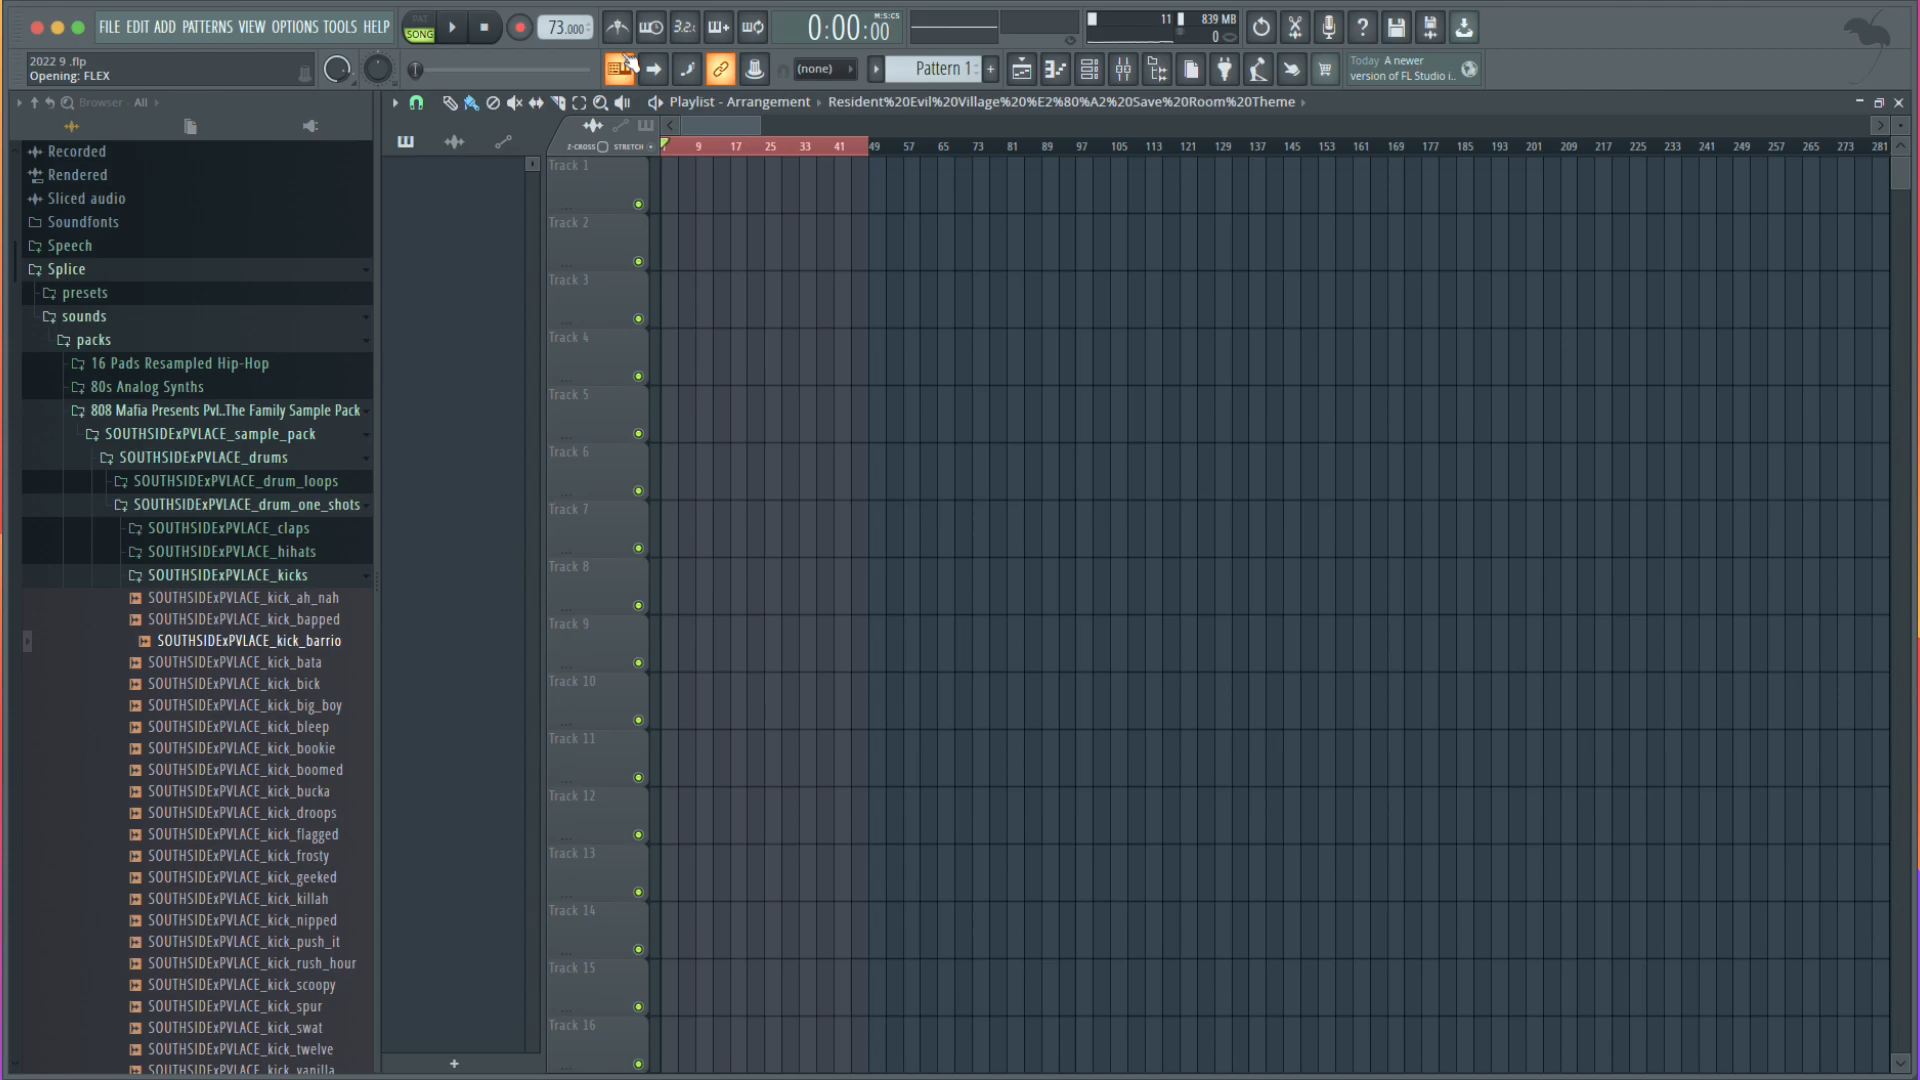 FILE EDIT ADD PATTERNS VIEW OPTIONS TOOLS HELP
PAT
SONG
73.000
3.2:
0:00:00
M:S:CS
11
839 MB
0
2022 9 .flp
Opening: FLEX
(none)
Pattern 1
+
Today A newer
version of FL Studio i..
Browser - All
Playlist - Arrangement
Resident%20Evil%20Village%20%E2%80%A2%20Save%20Room%20Theme
Z-CROSS
STRETCH
9 17 25 33 41 49 57 65 73 81 89 97 105 113 121 129 137 145 153 161 169 177 185 193 201 209 217 225 233 241 249 257 265 273 281
Recorded
Rendered
Sliced audio
Soundfonts
Speech
Splice
presets
sounds
packs
16 Pads Resampled Hip-Hop
80s Analog Synths
808 Mafia Presents Pvl..The Family Sample Pack
SOUTHSIDExPVLACE_sample_pack
SOUTHSIDExPVLACE_drums
SOUTHSIDExPVLACE_drum_loops
SOUTHSIDExPVLACE_drum_one_shots
SOUTHSIDExPVLACE_claps
SOUTHSIDExPVLACE_hihats
SOUTHSIDExPVLACE_kicks
SOUTHSIDExPVLACE_kick_ah_nah
SOUTHSIDExPVLACE_kick_bapped
SOUTHSIDExPVLACE_kick_barrio
SOUTHSIDExPVLACE_kick_bata
SOUTHSIDExPVLACE_kick_bick
SOUTHSIDExPVLACE_kick_big_boy
SOUTHSIDExPVLACE_kick_bleep
SOUTHSIDExPVLACE_kick_bookie
SOUTHSIDExPVLACE_kick_boomed
SOUTHSIDExPVLACE_kick_bucka
SOUTHSIDExPVLACE_kick_droops
SOUTHSIDExPVLACE_kick_flagged
SOUTHSIDExPVLACE_kick_frosty
SOUTHSIDExPVLACE_kick_geeked
SOUTHSIDExPVLACE_kick_killah
SOUTHSIDExPVLACE_kick_nipped
SOUTHSIDExPVLACE_kick_push_it
SOUTHSIDExPVLACE_kick_rush_hour
SOUTHSIDExPVLACE_kick_scoopy
SOUTHSIDExPVLACE_kick_spur
SOUTHSIDExPVLACE_kick_swat
SOUTHSIDExPVLACE_kick_twelve
SOUTHSIDExPVLACE_kick_vanilla
+
Track 1
Track 2
Track 3
Track 4
Track 5
Track 6
Track 7
Track 8
Track 9
Track 10
Track 11
Track 12
Track 13
Track 14
Track 15
Track 16